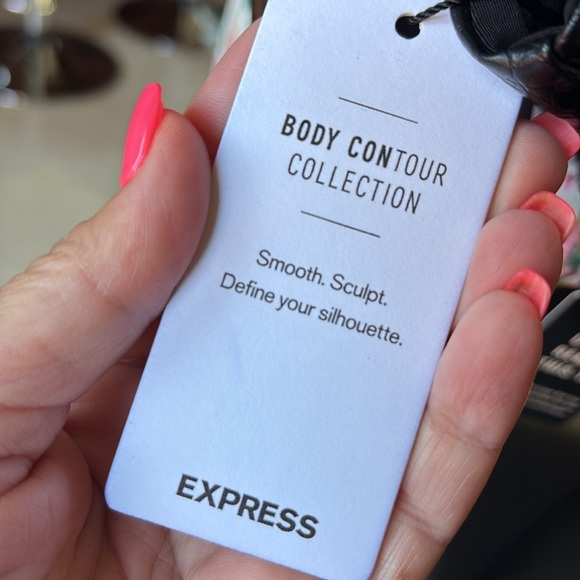 BODY CONTOUR
COLLECTION
Smooth. Sculpt.
Define your silhouette.
EXPRESS